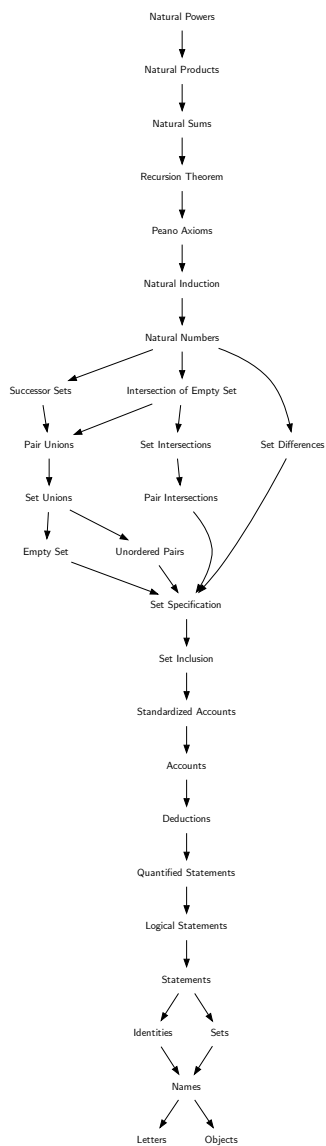 Natural Powers
Natural Products
Natural Sums
Recursion Theorem
Peano Axioms
Natural Induction
Natural Numbers
Successor Sets
Intersection of Empty Set
Pair Unions
Set Intersections
Set Differences
Set Unions
Pair Intersections
Empty Set
Unordered Pairs
Set Specification
Set Inclusion
Standardized Accounts
Accounts
Deductions
Quantified Statements
Logical Statements
Statements
Identities
Sets
Names
Letters
Objects